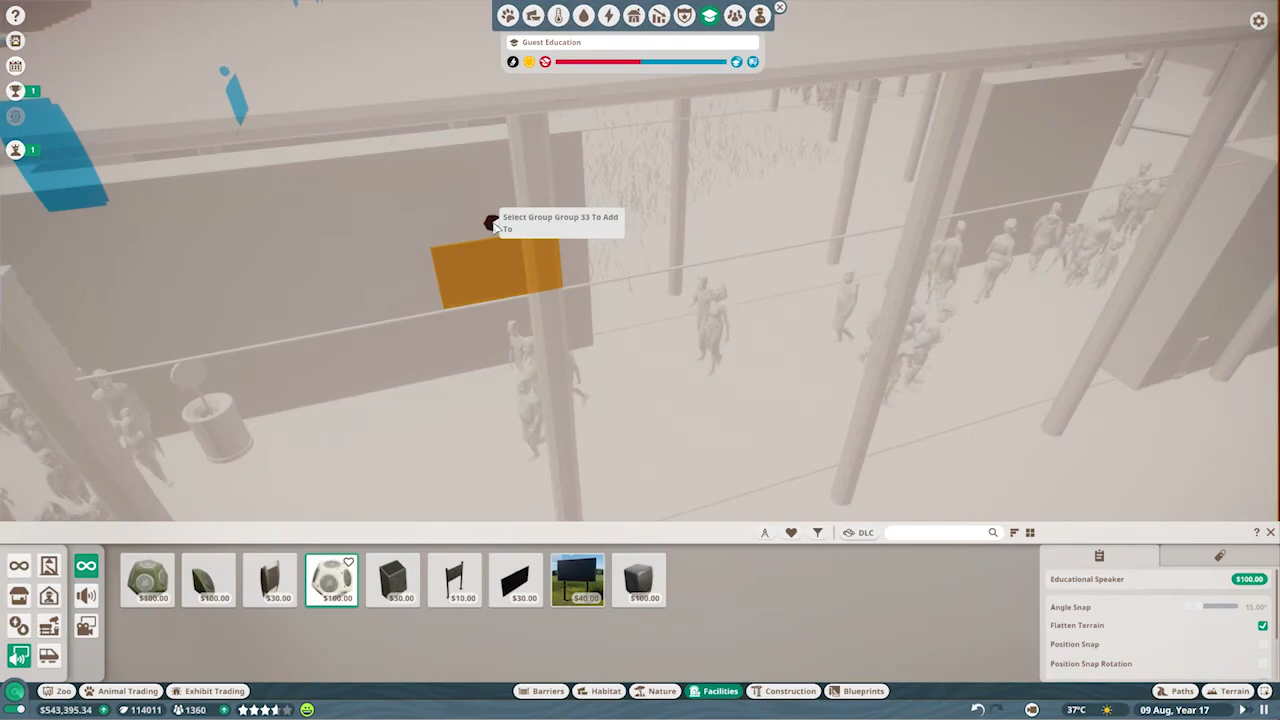 ?
Guest Education
1
1
Select Group Group 33 To Add
To
DLC
?
$100.00
$100.00
$30.00
$100.00
$50.00
$10.00
$30.00
$40.00
$100.00
Educational Speaker
$100.00
Angle Snap
15.00°
Flatten Terrain
Position Snap
Position Snap Rotation
Zoo
Animal Trading
Exhibit Trading
Barriers
Habitat
Nature
Facilities
Construction
Blueprints
Paths
Terrain
$543,395.34
114011
1360
37°C
09 Aug, Year 17